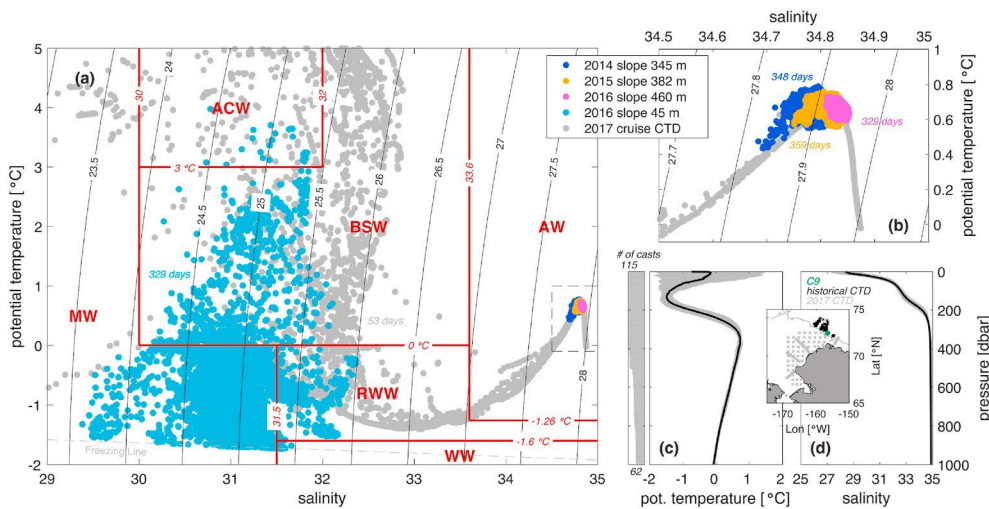 (a)
5
4
3
2
1
0
-1
-2
potential temperature [°C]
29
30
31
32
33
34
35
salinity
23.5
24
24.5
25
25.5
26
26.5
27
27.5
28
30
32
33.6
31.5
3 °C
0 °C
-1.26 °C
-1.6 °C
ACW
BSW
AW
MW
RWW
WW
329 days
53 days
Freezing Line
2014 slope 345 m
2015 slope 382 m
2016 slope 460 m
2016 slope 45 m
2017 cruise CTD
salinity
34.5
34.6
34.7
34.8
34.9
35
1
0.8
0.6
0.4
0.2
0
potential temperature [°C]
27.7
27.8
27.9
28
348 days
359 days
329 days
(b)
# of casts
115
62
(c)
-2
-1
0
1
2
pot. temperature [°C]
C9
historical CTD
2017 CTD
75
70
65
Lat [°N]
-170
-160
-150
Lon [°W]
(d)
25
27
29
31
33
35
salinity
0
200
400
600
800
1000
pressure [dbar]